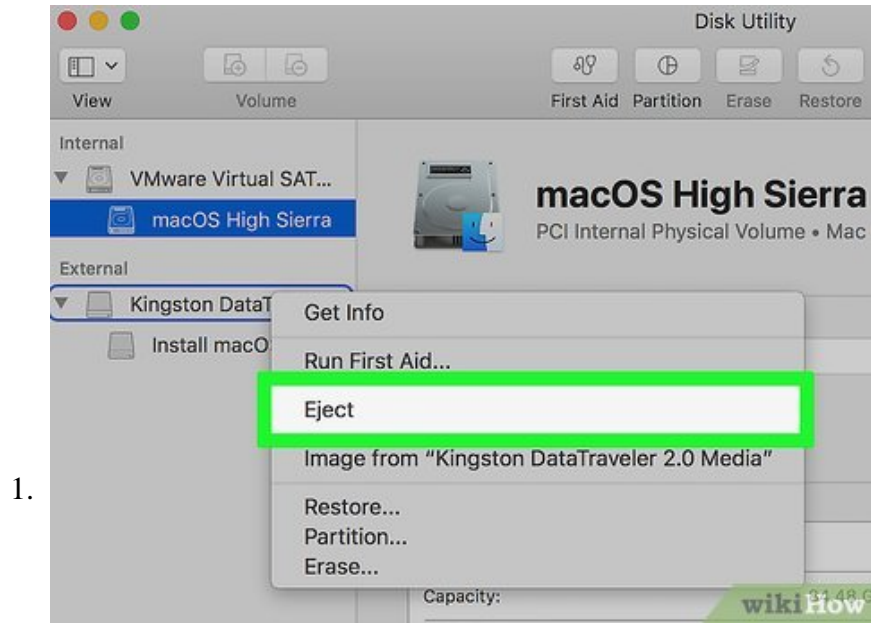 Disk Utility
View
Volume
First Aid
Partition
Erase
Restore
Internal
VMware Virtual SAT...
macOS High Sierra
macOS High Sierra
PCI Internal Physical Volume • Mac
External
Kingston DataT
Install macO
Get Info
Run First Aid...
Eject
Image from “Kingston DataTraveler 2.0 Media”
1.
Restore...
Partition...
Erase...
Capacity:
wikiHow